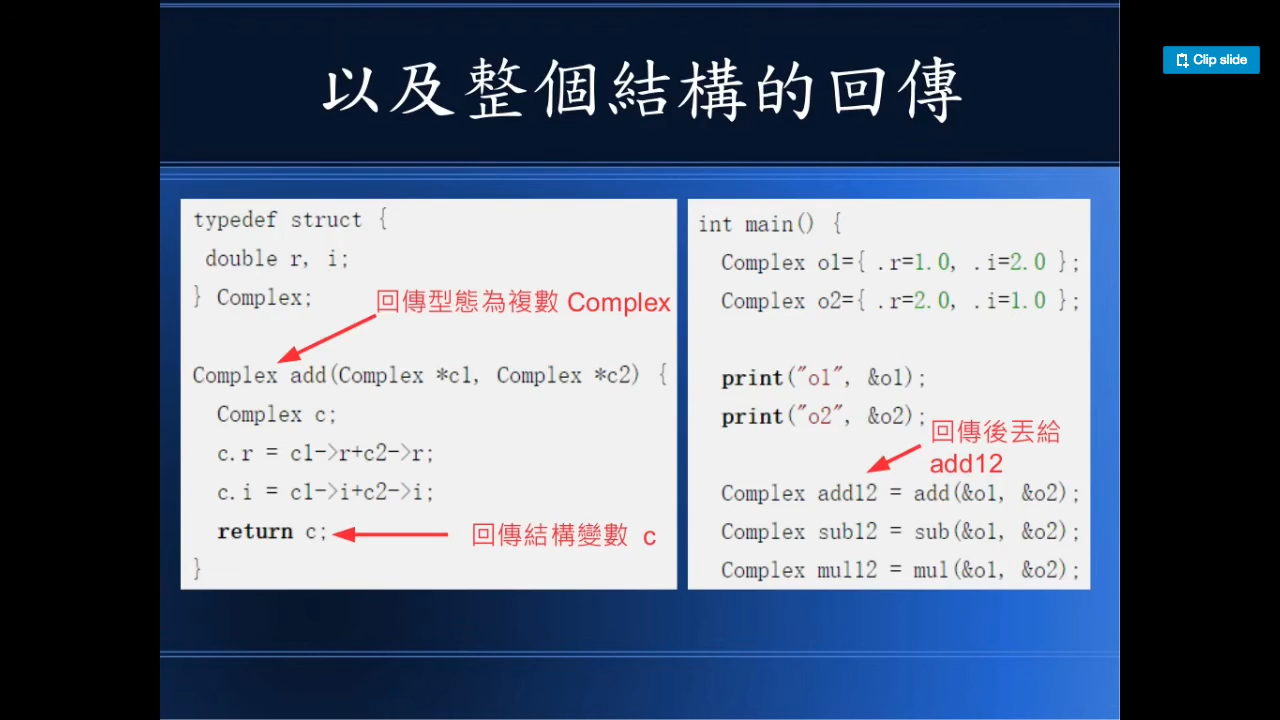 以及整個結構的回傳
Clip slide
typedef struct {
double r, i;
} Complex;
回傳型態為複數 Complex
Complex add(Complex *c1, Complex *c2) {
Complex c;
c.r = c1->r+c2->r;
c.i = c1->i+c2->i;
return c;
回傳結構變數 c
}
int main() {
Complex o1={ .r=1.0, .i=2.0 };
Complex o2={ .r=2.0, .i=1.0 };
print("o1", &o1);
print("o2", &o2);
回傳後丟給
add12
Complex add12 = add(&o1, &o2);
Complex sub12 = sub(&o1, &o2);
Complex mul12 = mul(&o1, &o2);